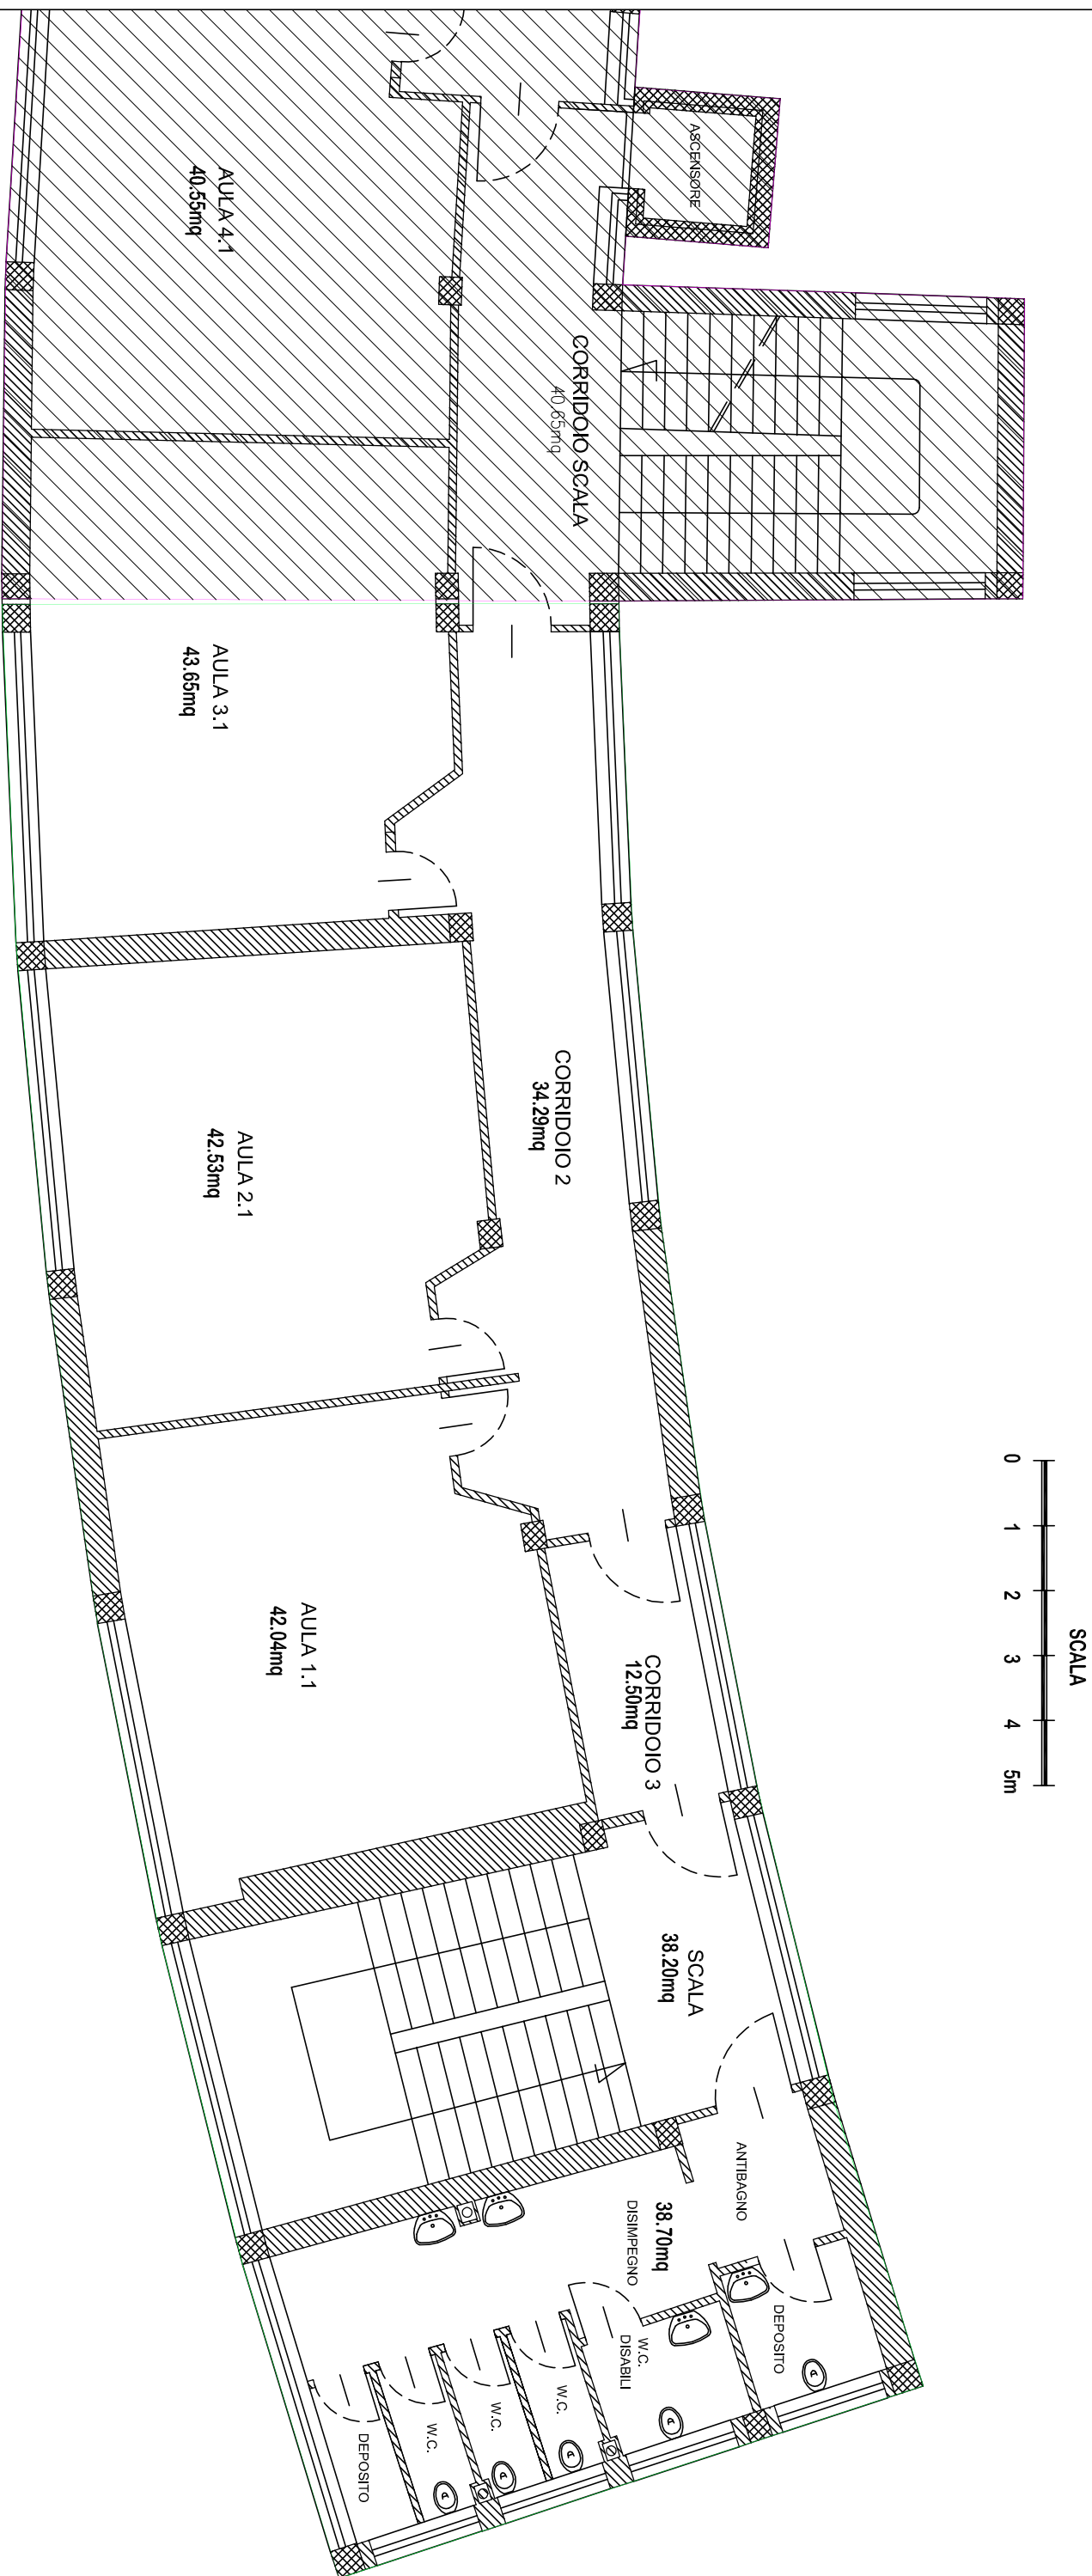 ASCENSORE
AULA 4.1
40.55mq
CORRIDOIO SCALA
40.65mq
AULA 3.1
43.65mq
CORRIDOIO 2
34.29mq
AULA 2.1
42.53mq
SCALA
0 1 2 3 4 5m
AULA 1.1
42.04mq
CORRIDOIO 3
12.50mq
SCALA
38.20mq
ANTIBAGNO
38.70mq
DISIMPEGNO
DEPOSITO
W.C.
DISABILI
W.C.
W.C.
W.C.
DEPOSITO